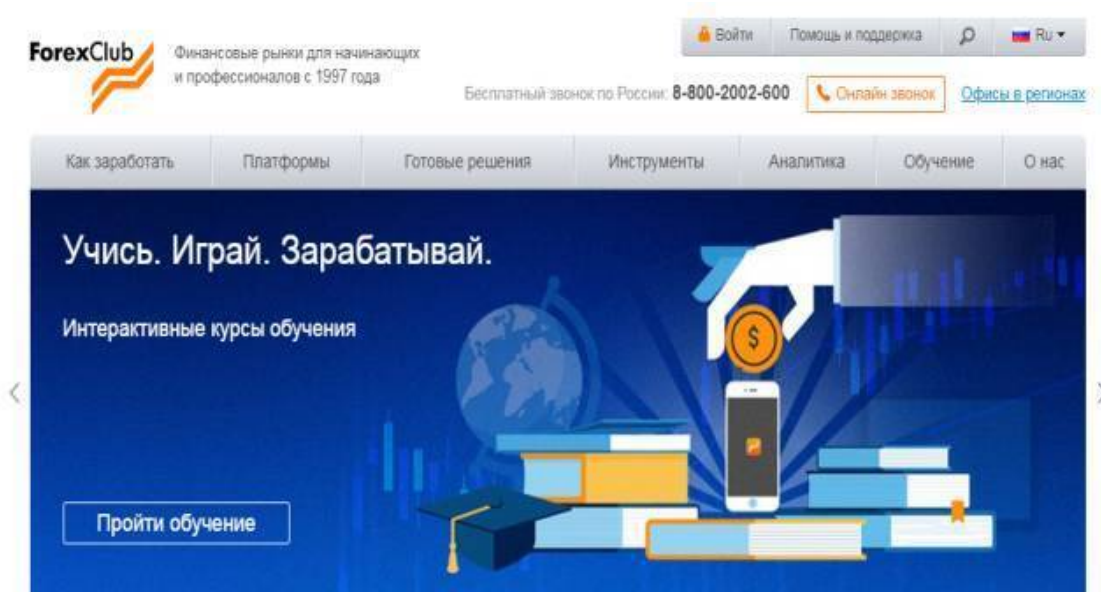 Войти
Помощь и поддержка
Ru
ForexClub
Финансовые рынки для начинающих
и профессионалов с 1997 года
Бесплатный звонок по России: 8-800-2002-600
Онлайн звонок
Офисы в регионах
Как заработать
Платформы
Готовые решения
Инструменты
Аналитика
Обучение
О нас
Учись. Играй. Зарабатывай.
Интерактивные курсы обучения
$
Пройти обучение